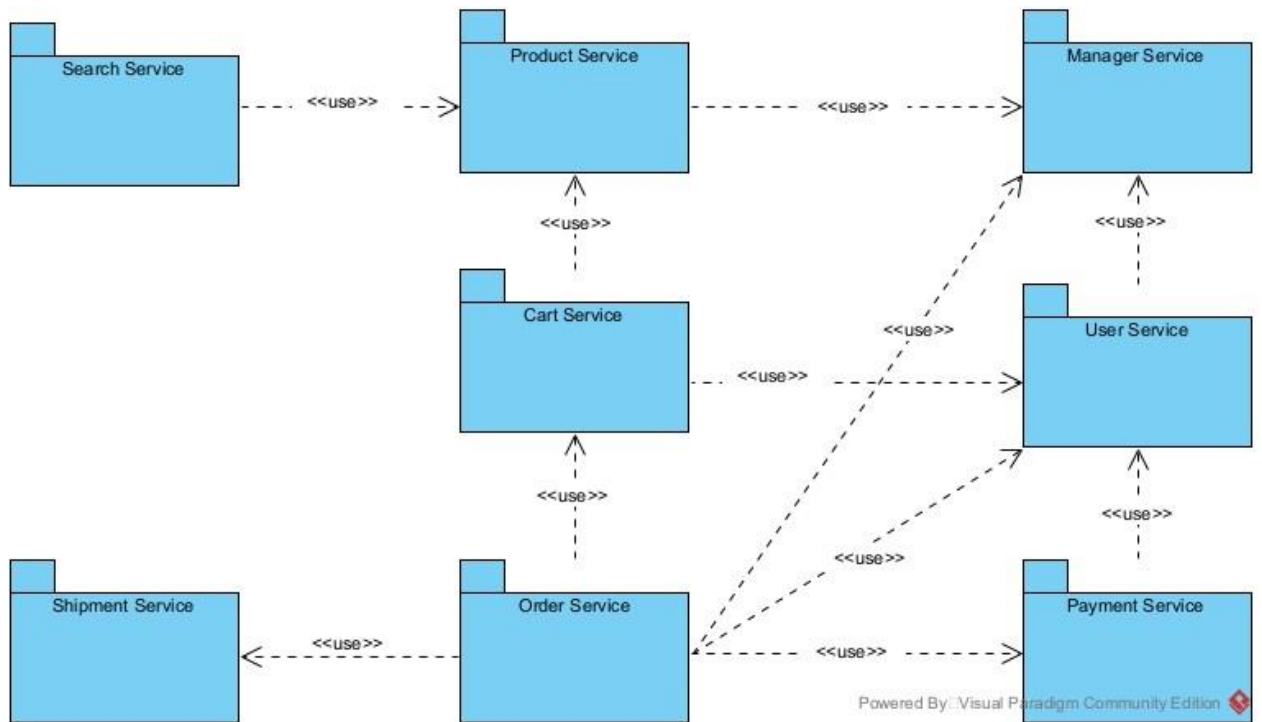 Search Service
Product Service
Manager Service
<<use>>
<<use>>
<<use>>
<<use>>
Cart Service
User Service
<<use>>
<<use>>
<<use>>
<<use>>
<<use>>
Shipment Service
Order Service
Payment Service
<<use>>
<<use>>
Powered By Visual Paradigm Community Edition